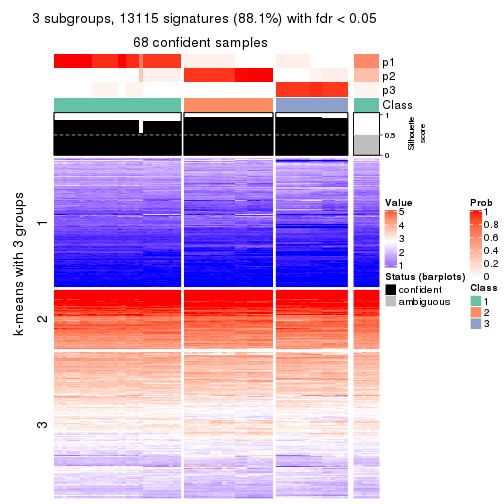 3 subgroups, 13115 signatures (88.1%) with fdr < 0.05
68 confident samples
p1
p2
p3
Class
1
0.5
0
Silhouette
score
k-means with 3 groups
1
2
3
Value
5
4
3
2
1
Status (barplots)
confident
ambiguous
Prob
1
0.8
0.6
0.4
0.2
0
Class
1
2
3